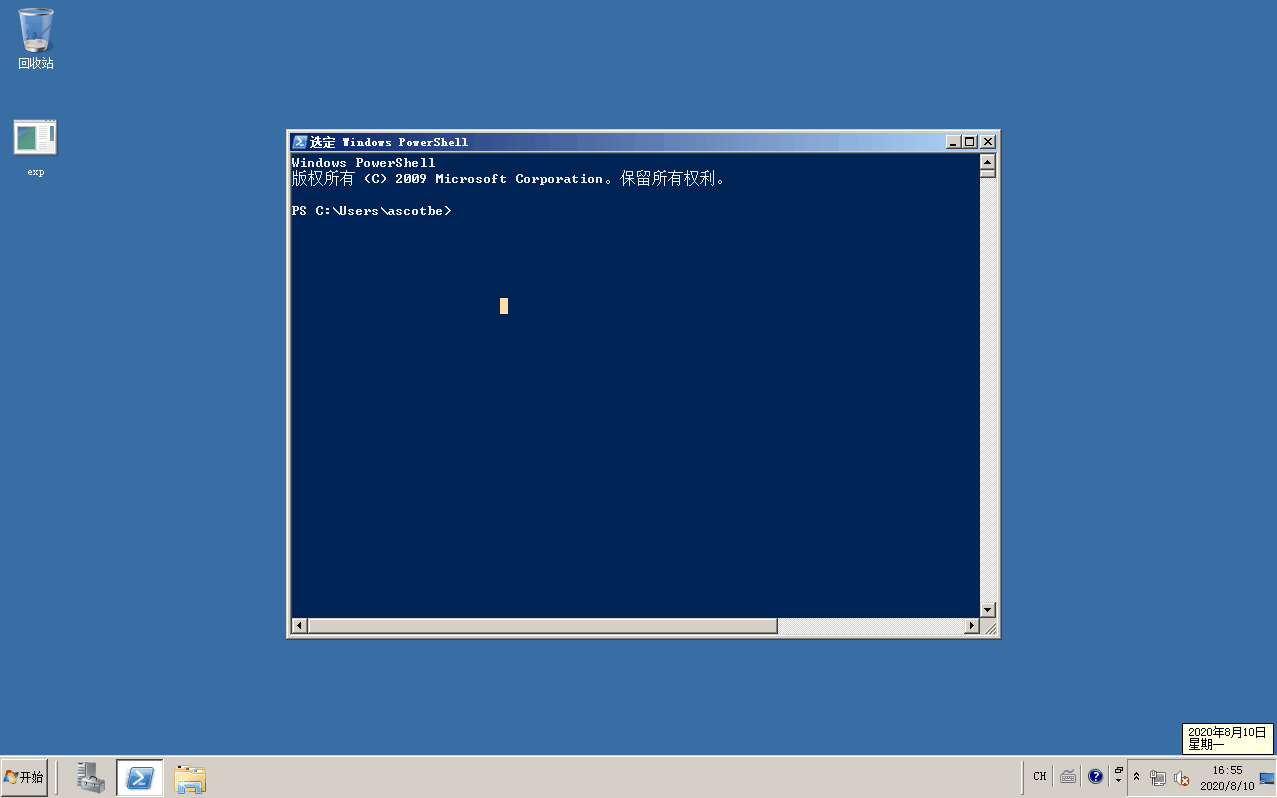 回收站
exp
选定 Windows PowerShell
Windows PowerShell
版权所有 (C) 2009 Microsoft Corporation。保留所有权利。
PS C:\Users\ascotbe>
2020年8月10日
星期一
开始
CH
16:55
2020/8/10